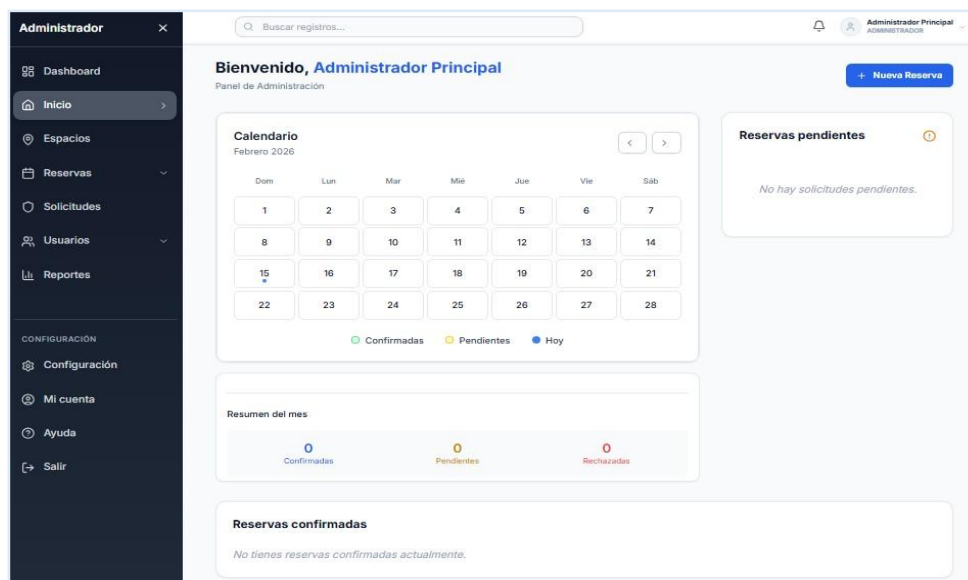 Administrador
Dashboard
Inicio
Espacios
Reservas
Solicitudes
Usuarios
Reportes
CONFIGURACIÓN
Configuración
Mi cuenta
Ayuda
Salir
Buscar registros...
Administrador Principal
ADMINISTRADOR
Bienvenido, Administrador Principal
Panel de Administración
+ Nueva Reserva
Calendario
Febrero 2026
Dom Lun Mar Mié Jue Vie Sáb
1 2 3 4 5 6 7
8 9 10 11 12 13 14
15 16 17 18 19 20 21
22 23 24 25 26 27 28
Confirmadas Pendientes Hoy
Reservas pendientes
No hay solicitudes pendientes.
Resumen del mes
0 0 0
Confirmadas Pendientes Rechazadas
Reservas confirmadas
No tienes reservas confirmadas actualmente.